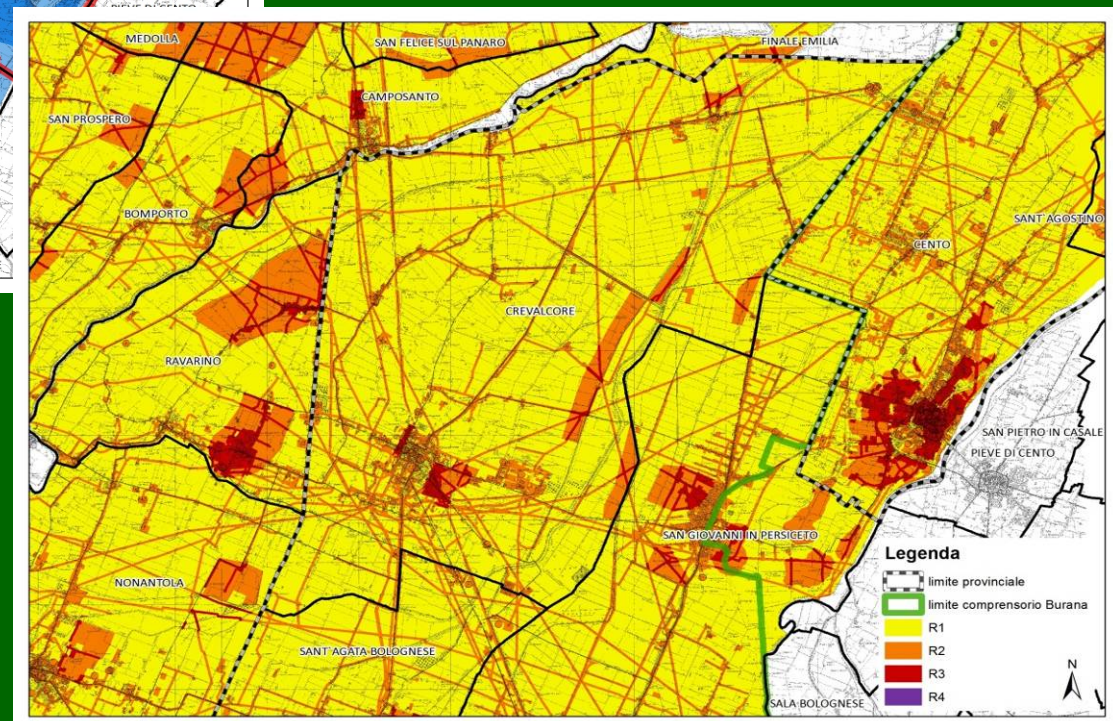 PIEVE DI CENTO
MEDOLLA
SAN FELICE SUL PANARO
FINALE EMILIA
CAMPOSANTO
SAN PROSPERO
BOMPORTO
SANT`AGOSTINO
CENTO
CREVALCORE
RAVARINO
SAN PIETRO IN CASALE
PIEVE DI CENTO
SAN GIOVANNI IN PERSICETO
NONANTOLA
SANT`AGATA BOLOGNESE
SALA BOLOGNESE
Legenda
limite provinciale
limite comprensorio Burana
R1
R2
R3
R4
N